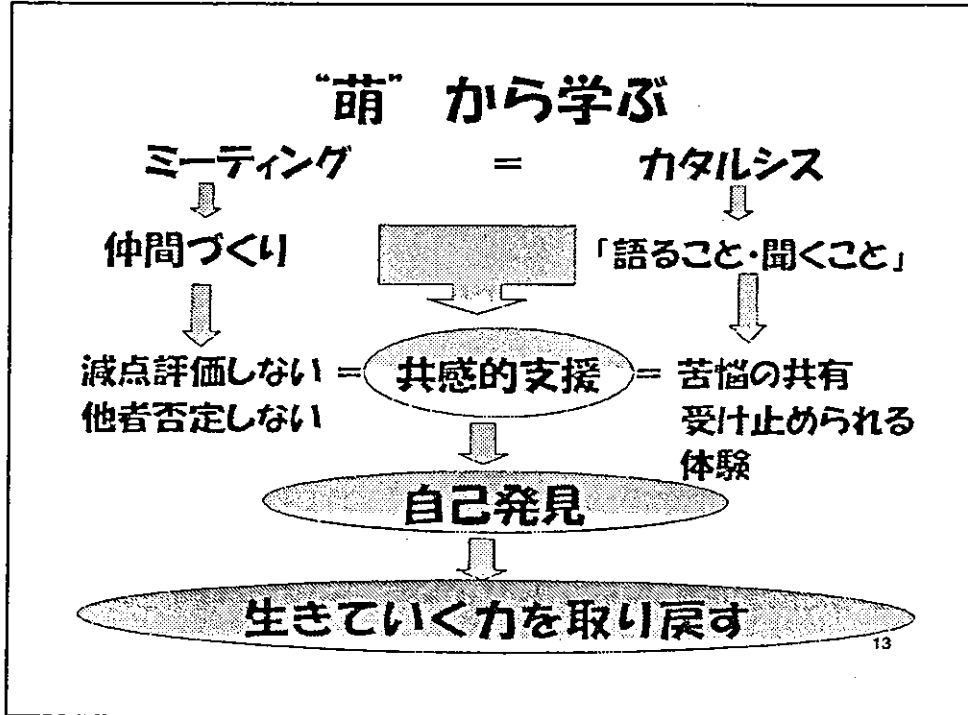 “萌” から学ぶ
ミーティング = カタルシス
仲間づくり 「語ること・聞くこと」
減点評価しない = 共感的支援 = 苦悩の共有
他者否定しない 受け止められる
体験
自己発見
生きていく力を取り戻す
13